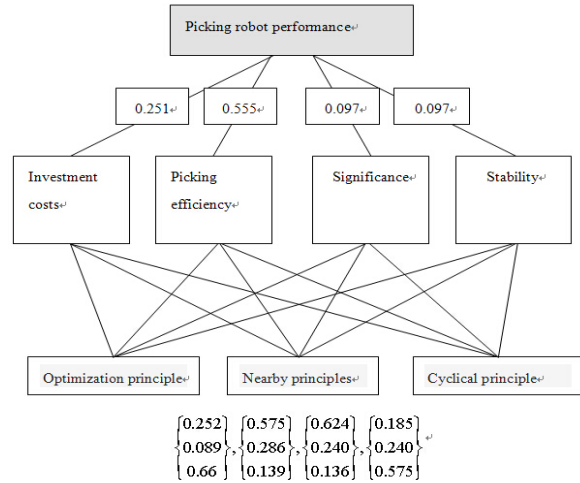 Picking robot performance↵
0.251↵ 0.555↵ 0.097↵ 0.097↵
Investment costs↵
Picking efficiency↵
Significance↵
Stability↵
Optimization principle↵ Nearby principles↵ Cyclical principle↵
{0.252} {0.575} {0.624} {0.185}
{0.089}, {0.286}, {0.240}, {0.240} ↵
{0.66} {0.139} {0.136} {0.575}